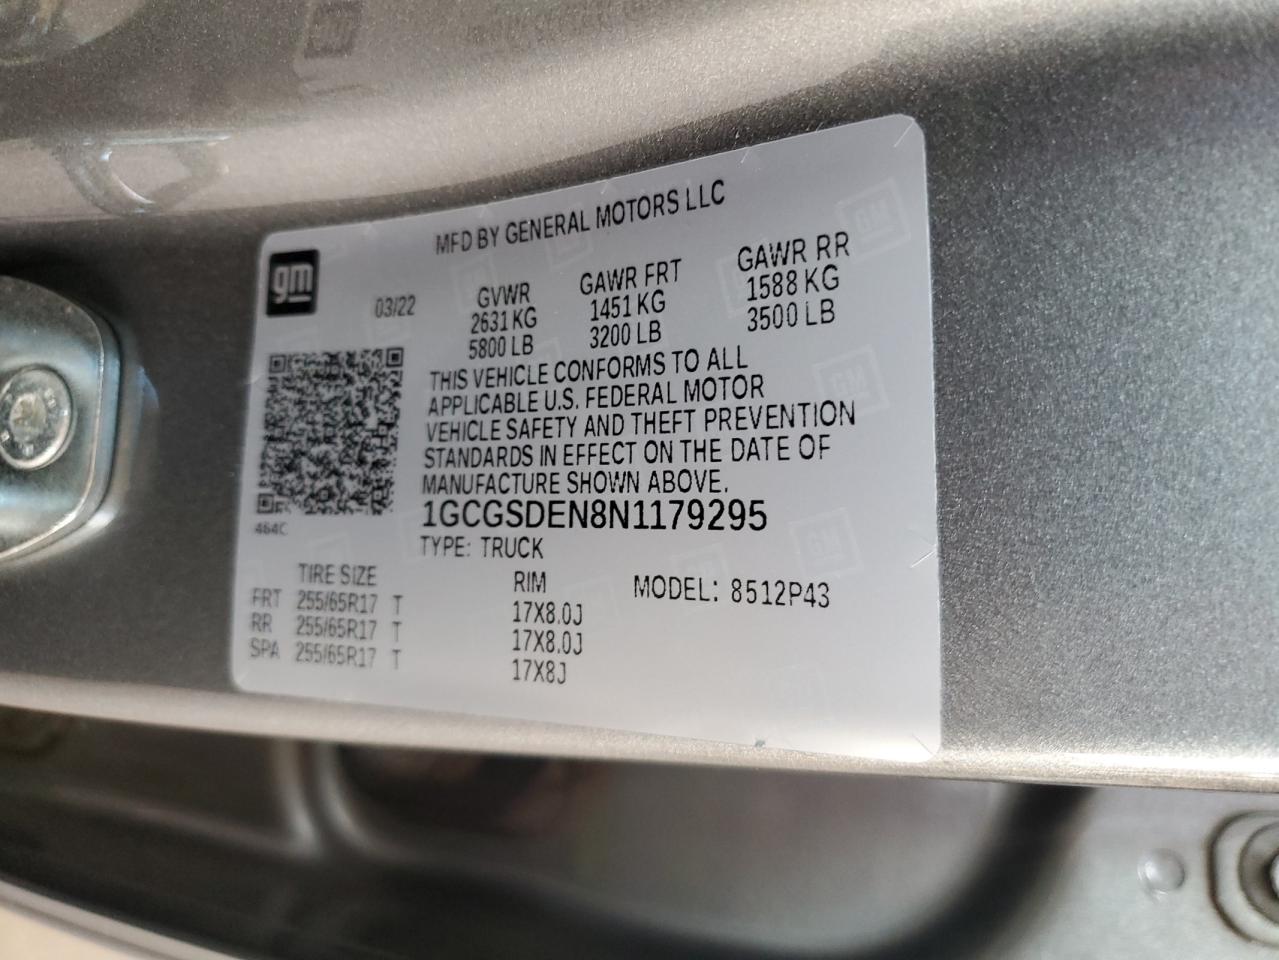 MFD BY GENERAL MOTORS LLC
gm
03/22 GVWR GAWR FRT GAWR RR
2631 KG 1451 KG 1588 KG
5800 LB 3200 LB 3500 LB
THIS VEHICLE CONFORMS TO ALL
APPLICABLE U.S. FEDERAL MOTOR
VEHICLE SAFETY AND THEFT PREVENTION
STANDARDS IN EFFECT ON THE DATE OF
MANUFACTURE SHOWN ABOVE.
1GCGSDEN8N1179295
464C
TYPE: TRUCK
TIRE SIZE RIM MODEL: 8512P43
FRT 255/65R17 T 17X8.0J
RR 255/65R17 T 17X8.0J
SPA 255/65R17 T 17X8J